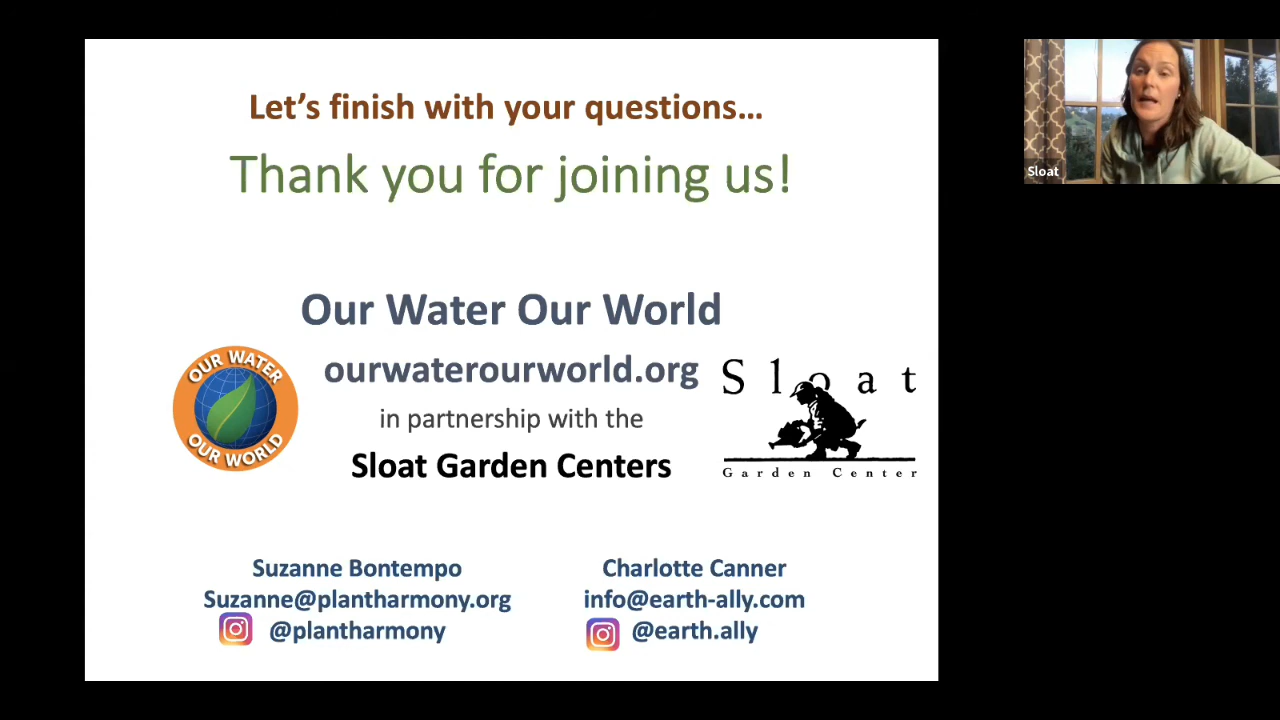 Let's finish with your questions...
Thank you for joining us!
Our Water Our World
ourwaterourworld.org
in partnership with the
Sloat Garden Centers
OUR WATER
OUR WORLD
Sloat
Garden Center
Suzanne Bontempo
Suzanne@plantharmony.org
@plantharmony
Charlotte Canner
info@earth-ally.com
@earth.ally
Sloat